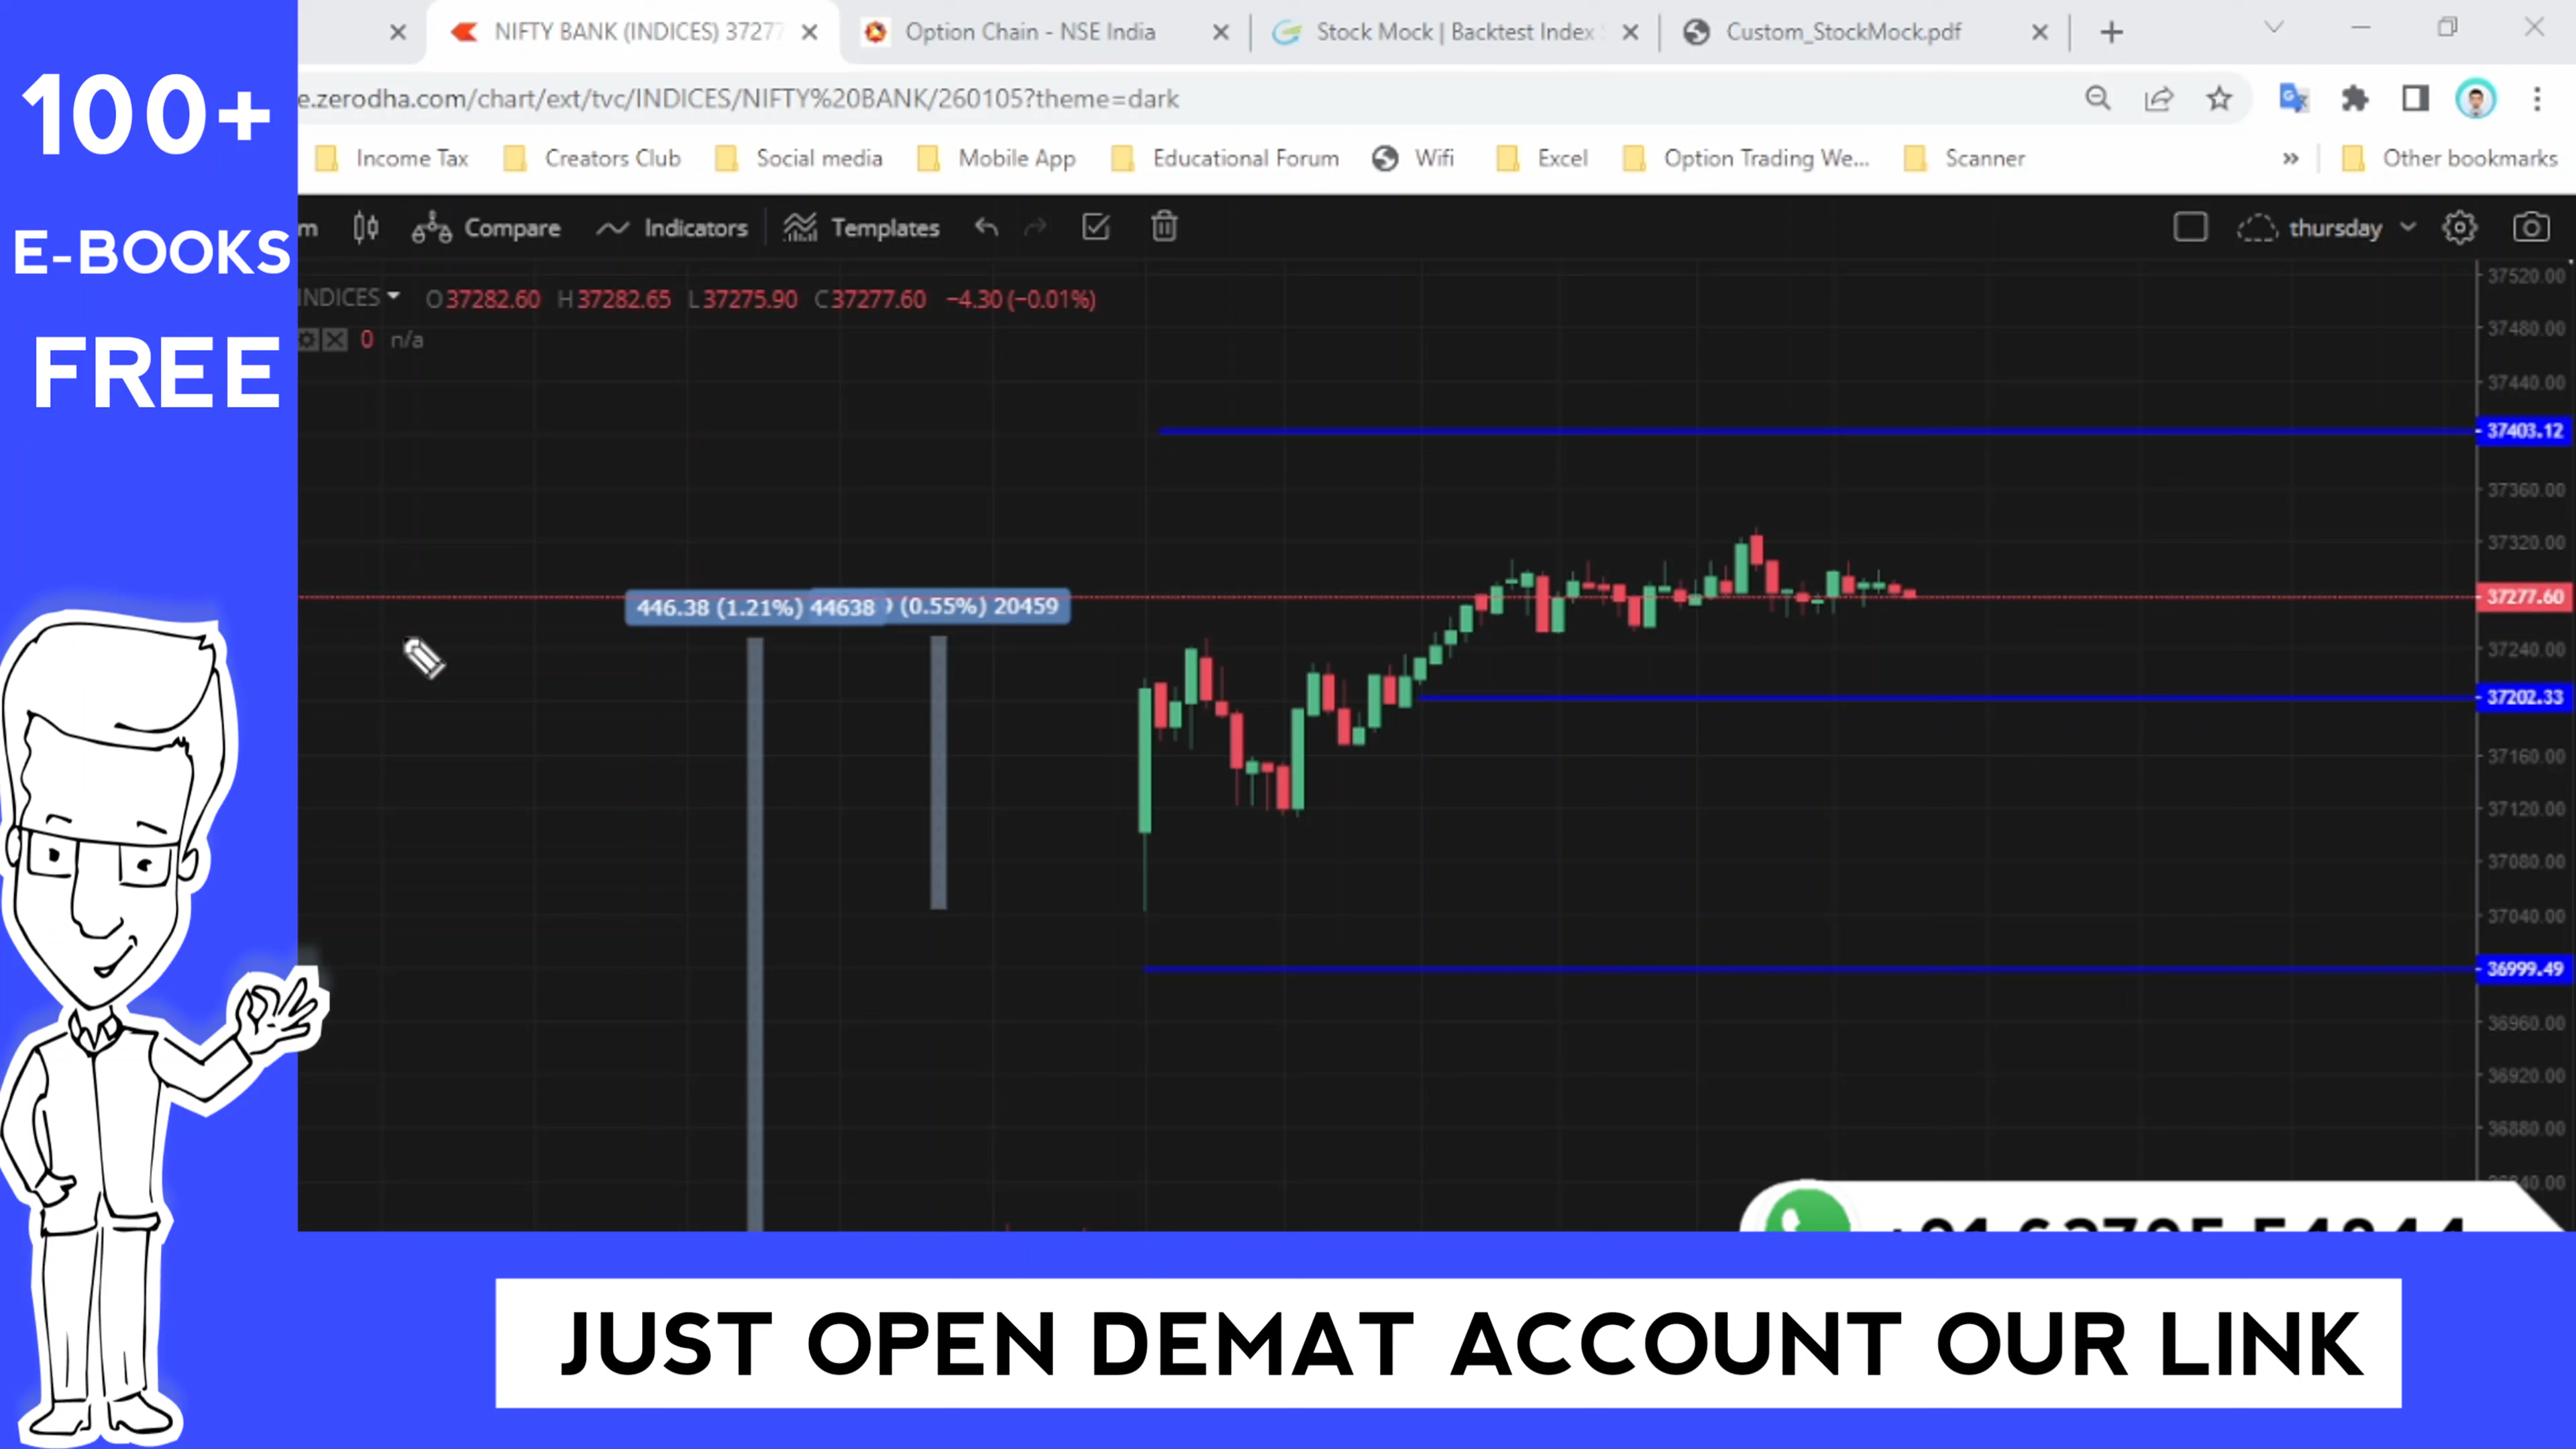 100+
E-BOOKS
FREE
NIFTY BANK (INDICES) 37277
Option Chain - NSE India
Stock Mock | Backtest Index
Custom_StockMock.pdf
e.zerodha.com/chart/ext/tvc/INDICES/NIFTY%20BANK/260105?theme=dark
Income Tax
Creators Club
Social media
Mobile App
Educational Forum
Wifi
Excel
Option Trading We...
Scanner
»
Other bookmarks
m
Compare
Indicators
Templates
thursday
INDICES O37282.60 H37282.65 L37275.90 C37277.60 −4.30 (−0.01%)
0 n/a
37520.00
37480.00
37440.00
37403.12
37360.00
37320.00
37277.60
446.38 (1.21%) 44638
(0.55%) 20459
37240.00
37202.33
37160.00
37120.00
37080.00
37040.00
36999.49
36960.00
36920.00
36880.00
JUST OPEN DEMAT ACCOUNT OUR LINK